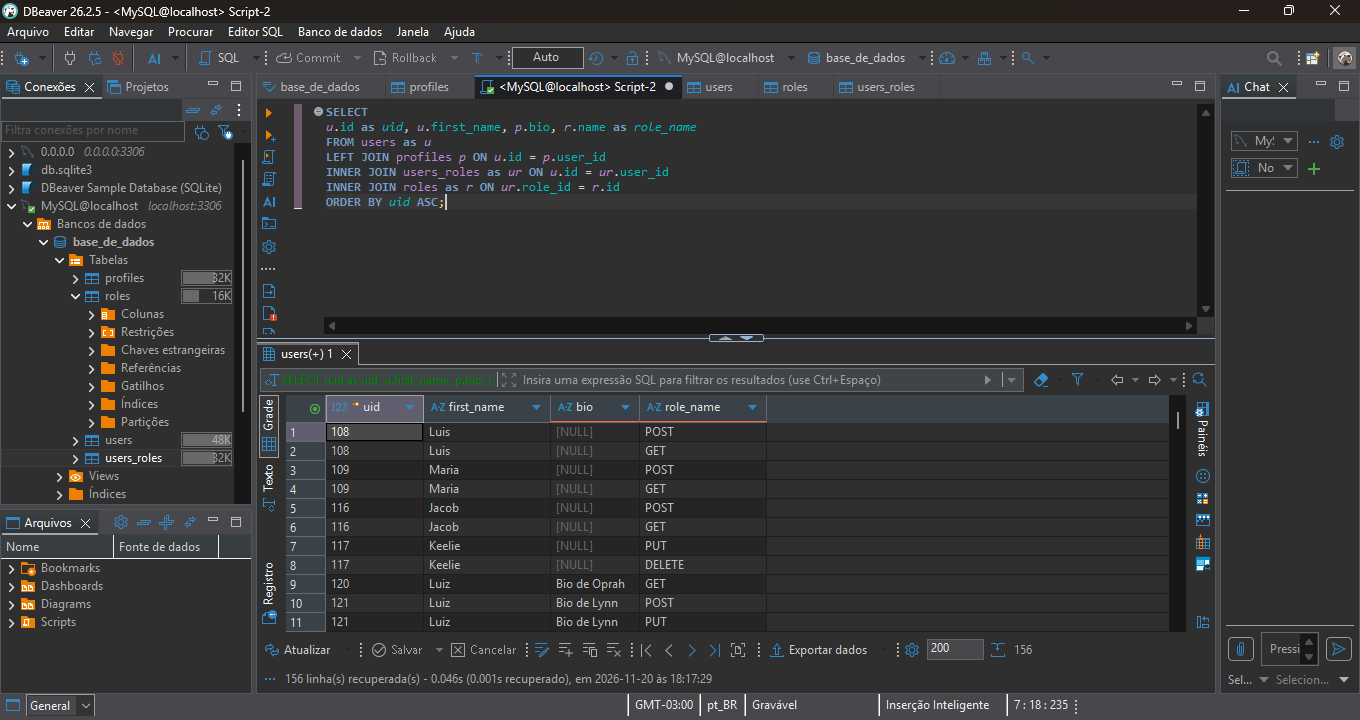 DBeaver 26.2.5 - <MySQL@localhost> Script-2
Arquivo Editar Navegar Procurar Editor SQL Banco de dados Janela Ajuda
AI SQL Commit Rollback T Auto MySQL@localhost base_de_dados
Conexões Projetos
base_de_dados profiles <MySQL@localhost> Script-2 users roles users_roles
AI Chat
Filtra conexões por nome
0.0.0.0 0.0.0.0:3306
db.sqlite3
DBeaver Sample Database (SQLite)
MySQL@localhost localhost:3306
Bancos de dados
base_de_dados
Tabelas
profiles 32K
roles 16K
Colunas
Restrições
Chaves estrangeiras
Referências
Gatilhos
Índices
Partições
users 48K
users_roles 32K
Views
Índices
Arquivos
Nome Fonte de dados
Bookmarks
Dashboards
Diagrams
Scripts
AI
SELECT
u.id as uid, u.first_name, p.bio, r.name as role_name
FROM users as u
LEFT JOIN profiles p ON u.id = p.user_id
INNER JOIN users_roles as ur ON u.id = ur.user_id
INNER JOIN roles as r ON ur.role_id = r.id
ORDER BY uid ASC;
users(+) 1
SELECT u.id as uid, u.first_name, p.bio, r Insira uma expressão SQL para filtrar os resultados (use Ctrl+Espaço)
Grade
Texto
Registro
123 uid A-Z first_name A-Z bio A-Z role_name
1 108 Luis [NULL] POST
2 108 Luis [NULL] GET
3 109 Maria [NULL] POST
4 109 Maria [NULL] GET
5 116 Jacob [NULL] POST
6 116 Jacob [NULL] GET
7 117 Keelie [NULL] PUT
8 117 Keelie [NULL] DELETE
9 120 Luiz Bio de Oprah GET
10 121 Luiz Bio de Lynn POST
11 121 Luiz Bio de Lynn PUT
Painéis
Atualizar Salvar Cancelar Exportar dados 200 156
156 linha(s) recuperada(s) - 0.046s (0.001s recuperado), em 2026-11-20 às 18:17:29
My:
No
Pressi
Sel... Selecion...
General GMT-03:00 pt_BR Gravável Inserção Inteligente 7 : 18 : 235